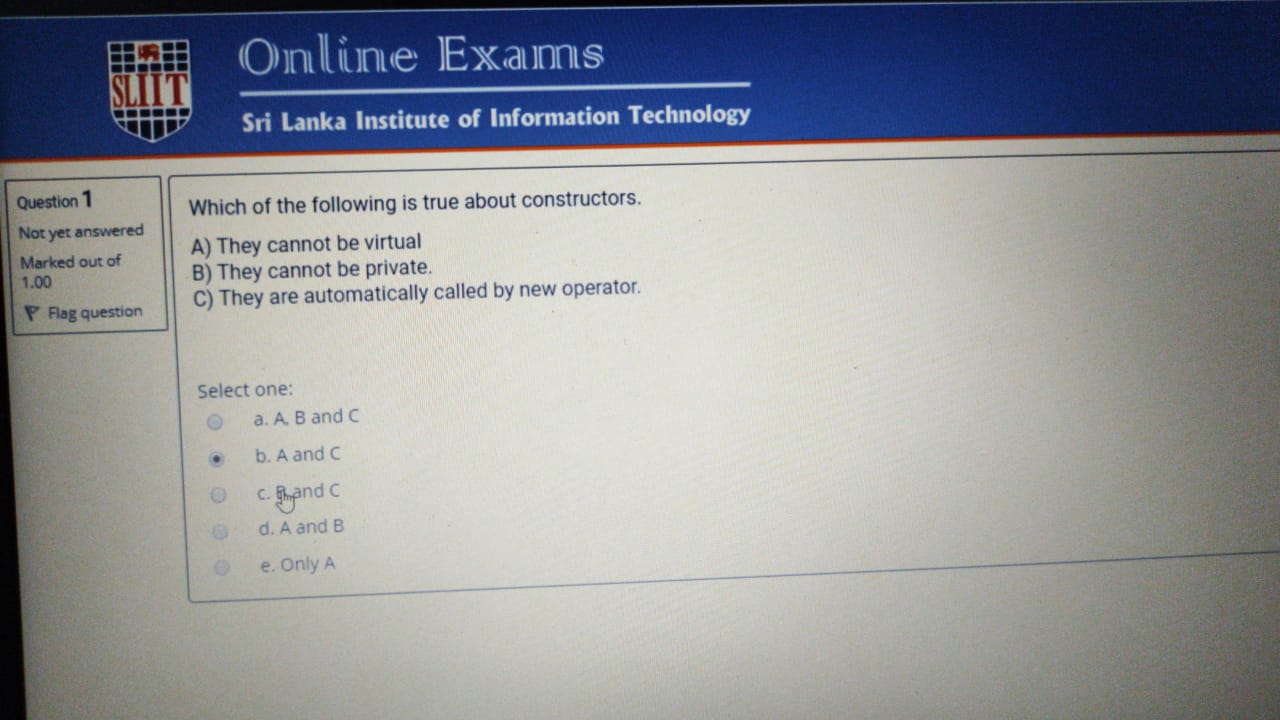 SLIIT
Online Exams
Sri Lanka Institute of Information Technology
Question 1
Not yet answered
Marked out of
1.00
Flag question
Which of the following is true about constructors.
A) They cannot be virtual
B) They cannot be private.
C) They are automatically called by new operator.
Select one:
a. A, B and C
b. A and C
c. B and C
d. A and B
e. Only A